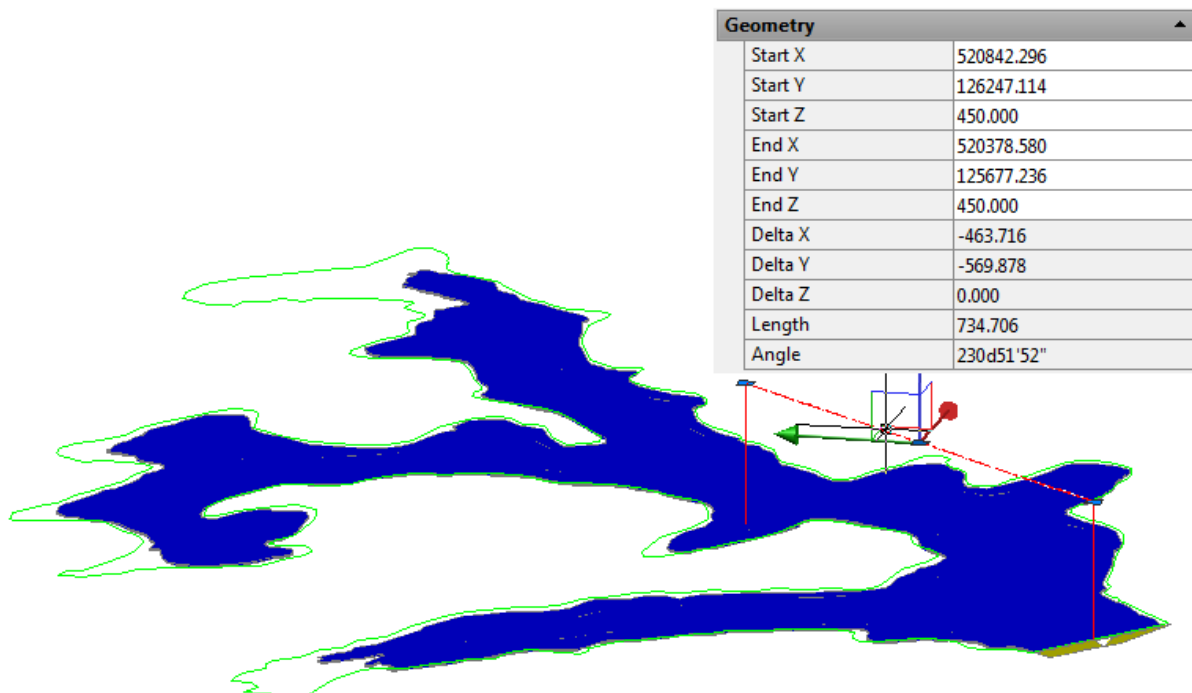 Geometry
Start X 520842.296
Start Y 126247.114
Start Z 450.000
End X 520378.580
End Y 125677.236
End Z 450.000
Delta X -463.716
Delta Y -569.878
Delta Z 0.000
Length 734.706
Angle 230d51'52"